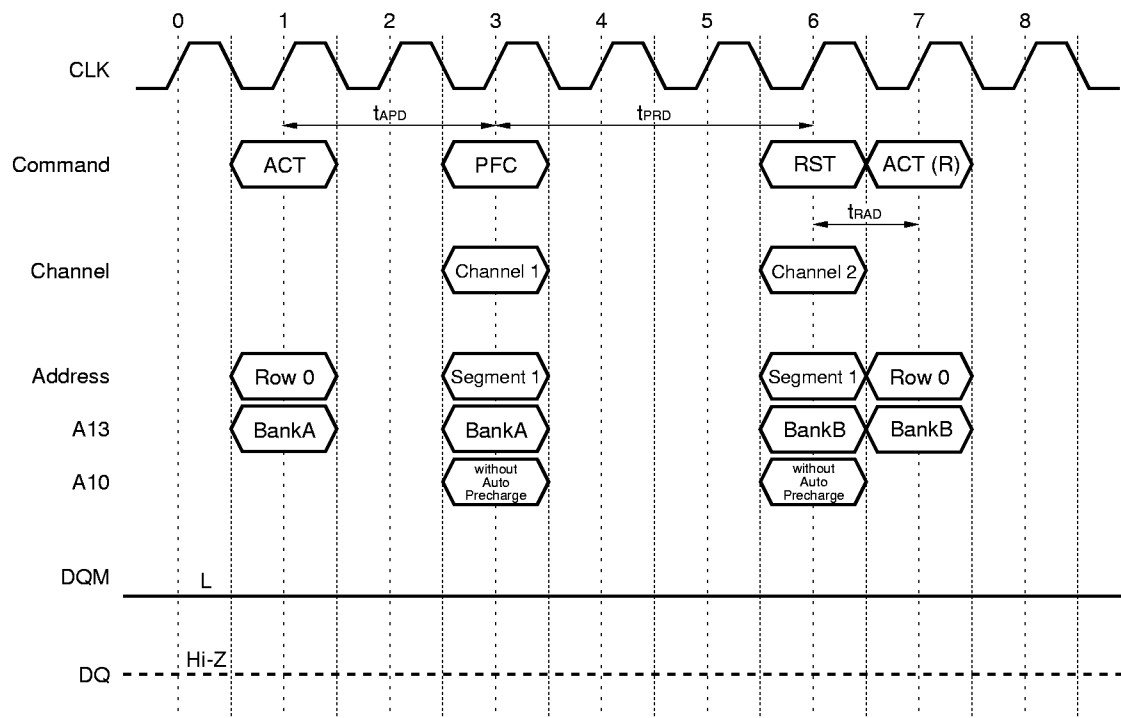 0 1 2 3 4 5 6 7 8
CLK
tAPD tPRD
Command ACT PFC RST ACT (R)
tRAD
Channel Channel 1 Channel 2
Address Row 0 Segment 1 Segment 1 Row 0
A13 BankA BankA BankB BankB
A10 without Auto Precharge without Auto Precharge
DQM L
DQ Hi-Z